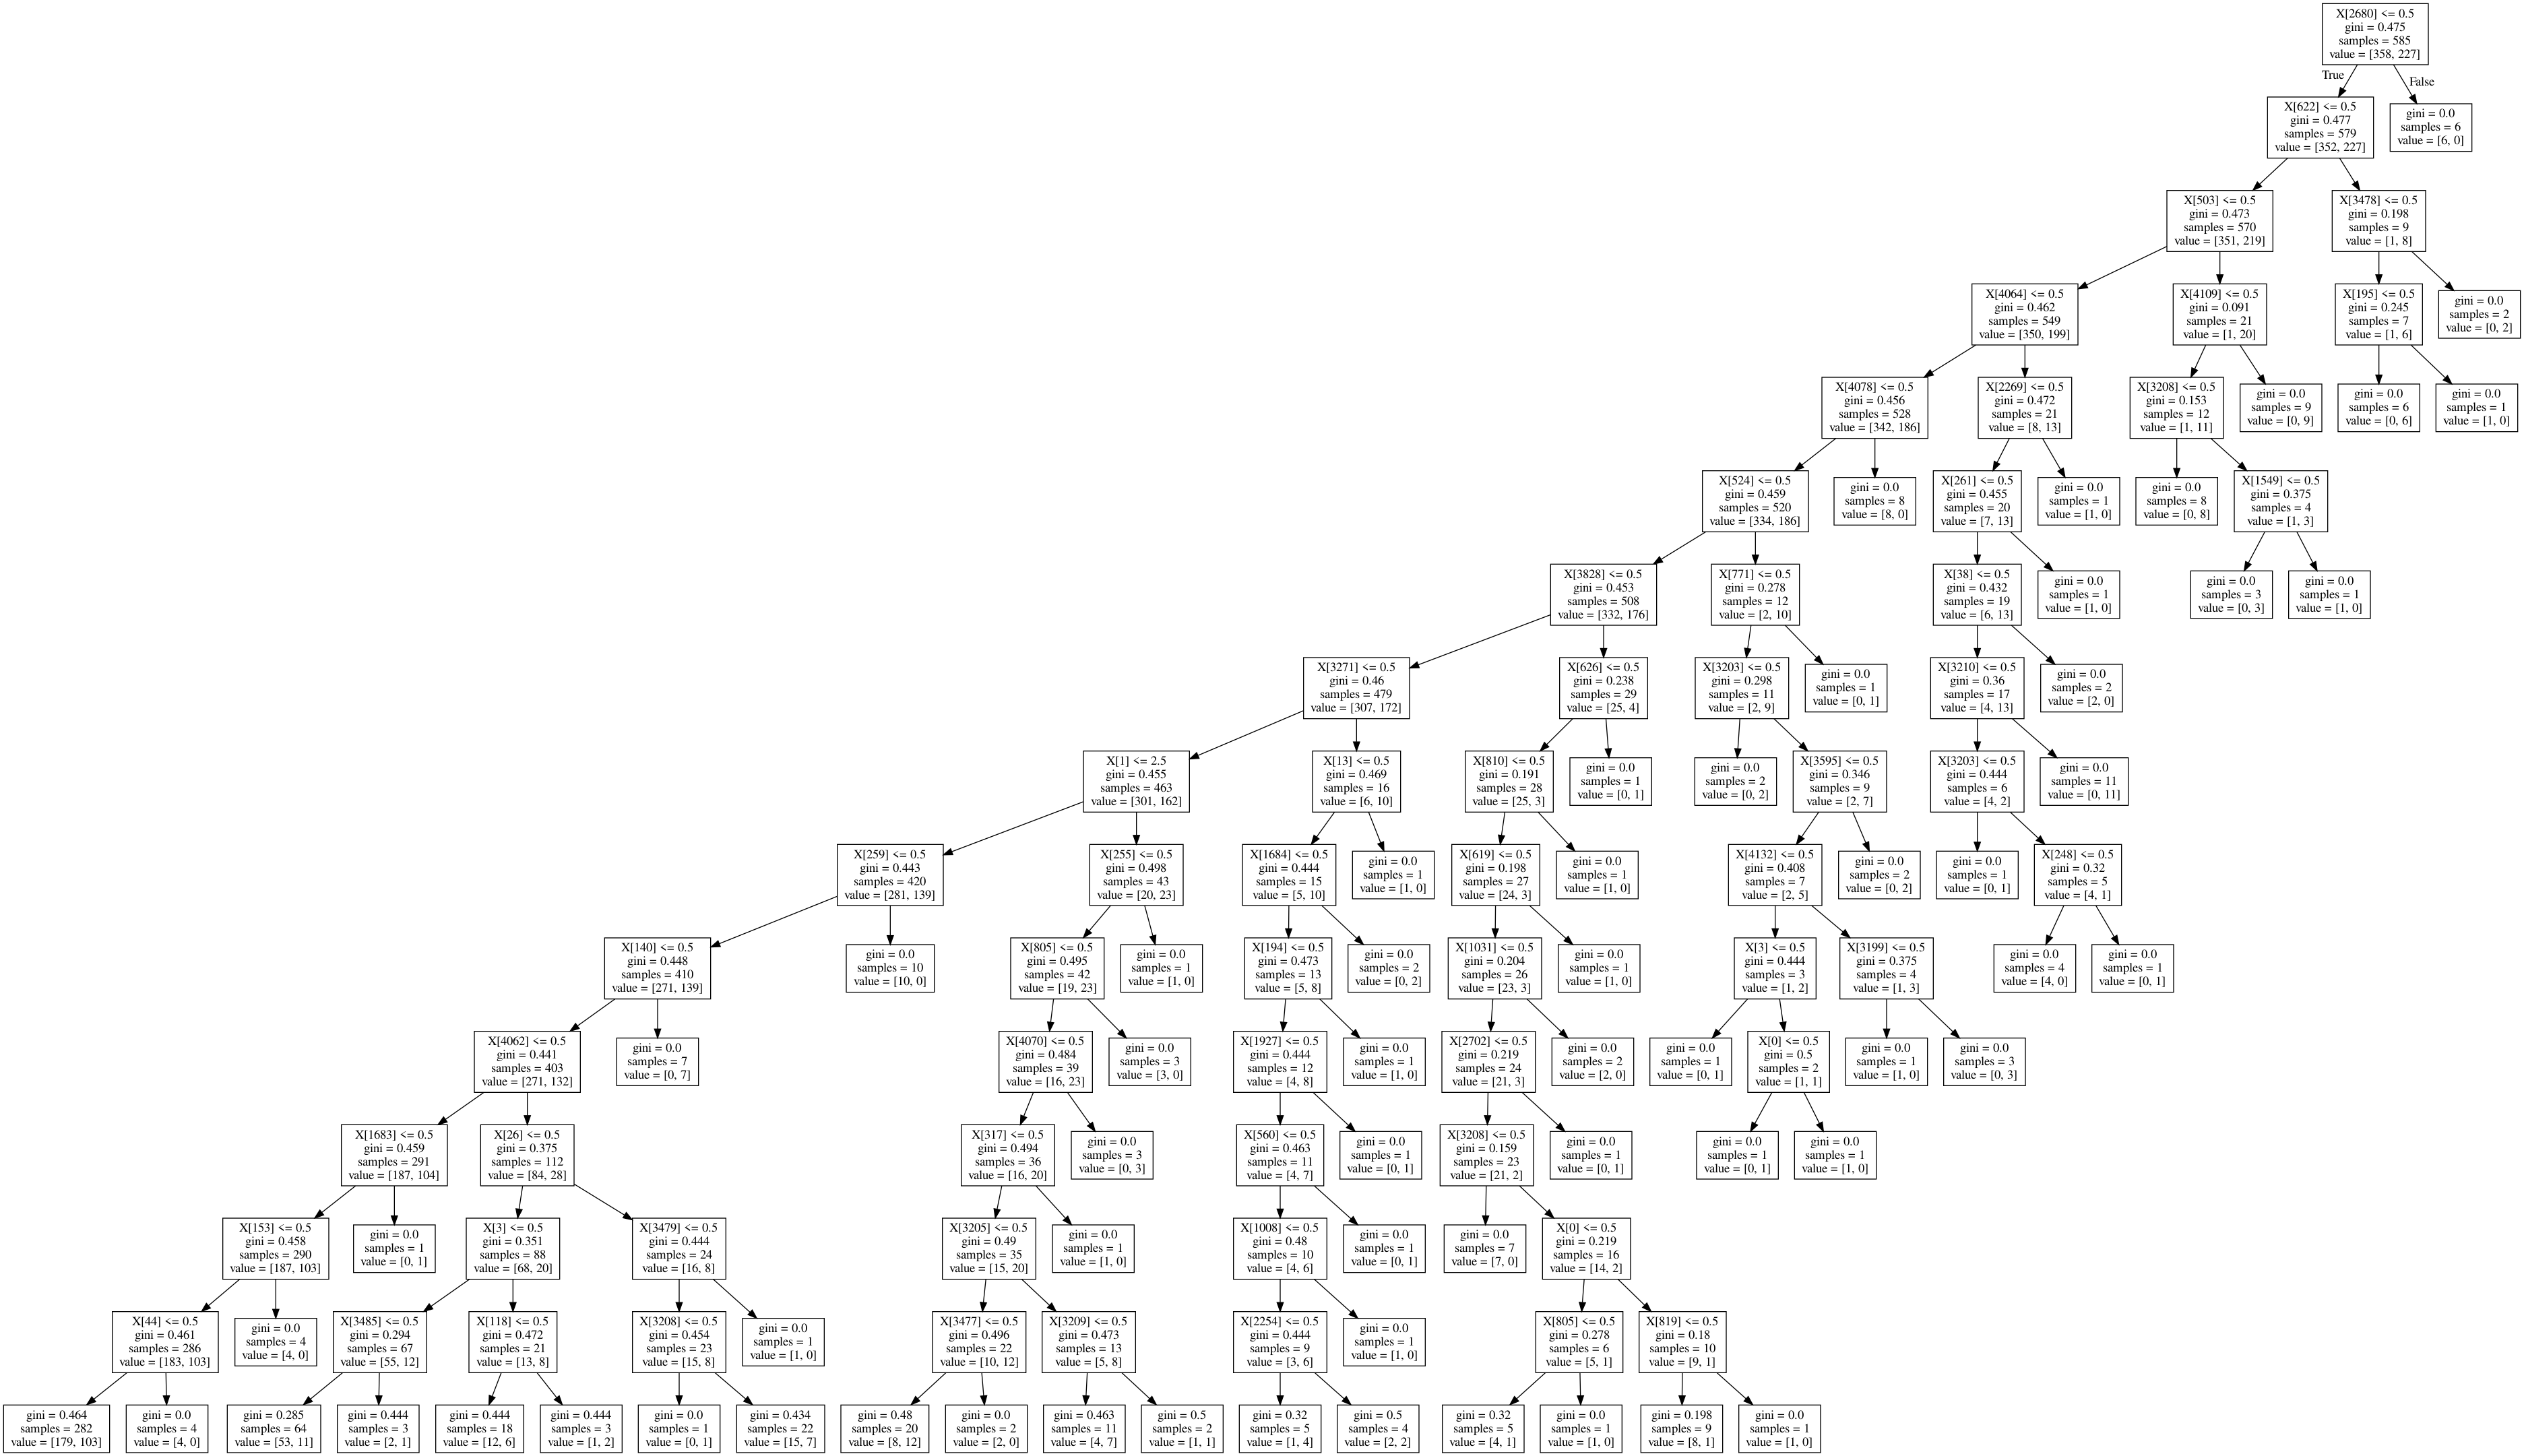 X[2680] <= 0.5
gini = 0.475
samples = 585
value = [358, 227]
True
False
X[622] <= 0.5
gini = 0.477
samples = 579
value = [352, 227]
gini = 0.0
samples = 6
value = [6, 0]
X[503] <= 0.5
gini = 0.473
samples = 570
value = [351, 219]
X[3478] <= 0.5
gini = 0.198
samples = 9
value = [1, 8]
X[4064] <= 0.5
gini = 0.462
samples = 549
value = [350, 199]
X[4109] <= 0.5
gini = 0.091
samples = 21
value = [1, 20]
X[195] <= 0.5
gini = 0.245
samples = 7
value = [1, 6]
gini = 0.0
samples = 2
value = [0, 2]
X[4078] <= 0.5
gini = 0.456
samples = 528
value = [342, 186]
X[2269] <= 0.5
gini = 0.472
samples = 21
value = [8, 13]
X[3208] <= 0.5
gini = 0.153
samples = 12
value = [1, 11]
gini = 0.0
samples = 9
value = [0, 9]
gini = 0.0
samples = 6
value = [0, 6]
gini = 0.0
samples = 1
value = [1, 0]
X[524] <= 0.5
gini = 0.459
samples = 520
value = [334, 186]
gini = 0.0
samples = 8
value = [8, 0]
X[261] <= 0.5
gini = 0.455
samples = 20
value = [7, 13]
gini = 0.0
samples = 1
value = [1, 0]
gini = 0.0
samples = 8
value = [0, 8]
X[1549] <= 0.5
gini = 0.375
samples = 4
value = [1, 3]
X[3828] <= 0.5
gini = 0.453
samples = 508
value = [332, 176]
X[771] <= 0.5
gini = 0.278
samples = 12
value = [2, 10]
X[38] <= 0.5
gini = 0.432
samples = 19
value = [6, 13]
gini = 0.0
samples = 1
value = [1, 0]
gini = 0.0
samples = 3
value = [0, 3]
gini = 0.0
samples = 1
value = [1, 0]
X[3271] <= 0.5
gini = 0.46
samples = 479
value = [307, 172]
X[626] <= 0.5
gini = 0.238
samples = 29
value = [25, 4]
X[3203] <= 0.5
gini = 0.298
samples = 11
value = [2, 9]
gini = 0.0
samples = 1
value = [0, 1]
X[3210] <= 0.5
gini = 0.36
samples = 17
value = [4, 13]
gini = 0.0
samples = 2
value = [2, 0]
X[1] <= 2.5
gini = 0.455
samples = 463
value = [301, 162]
X[13] <= 0.5
gini = 0.469
samples = 16
value = [6, 10]
X[810] <= 0.5
gini = 0.191
samples = 28
value = [25, 3]
gini = 0.0
samples = 1
value = [0, 1]
gini = 0.0
samples = 2
value = [0, 2]
X[3595] <= 0.5
gini = 0.346
samples = 9
value = [2, 7]
X[3203] <= 0.5
gini = 0.444
samples = 6
value = [4, 2]
gini = 0.0
samples = 11
value = [0, 11]
X[259] <= 0.5
gini = 0.443
samples = 420
value = [281, 139]
X[255] <= 0.5
gini = 0.498
samples = 43
value = [20, 23]
X[1684] <= 0.5
gini = 0.444
samples = 15
value = [5, 10]
gini = 0.0
samples = 1
value = [1, 0]
X[619] <= 0.5
gini = 0.198
samples = 27
value = [24, 3]
gini = 0.0
samples = 1
value = [1, 0]
X[4132] <= 0.5
gini = 0.408
samples = 7
value = [2, 5]
gini = 0.0
samples = 2
value = [0, 2]
gini = 0.0
samples = 1
value = [0, 1]
X[248] <= 0.5
gini = 0.32
samples = 5
value = [4, 1]
X[140] <= 0.5
gini = 0.448
samples = 410
value = [271, 139]
gini = 0.0
samples = 10
value = [10, 0]
X[805] <= 0.5
gini = 0.495
samples = 42
value = [19, 23]
gini = 0.0
samples = 1
value = [1, 0]
X[194] <= 0.5
gini = 0.473
samples = 13
value = [5, 8]
gini = 0.0
samples = 2
value = [0, 2]
X[1031] <= 0.5
gini = 0.204
samples = 26
value = [23, 3]
gini = 0.0
samples = 1
value = [1, 0]
X[3] <= 0.5
gini = 0.444
samples = 3
value = [1, 2]
X[3199] <= 0.5
gini = 0.375
samples = 4
value = [1, 3]
gini = 0.0
samples = 4
value = [4, 0]
gini = 0.0
samples = 1
value = [0, 1]
X[4062] <= 0.5
gini = 0.441
samples = 403
value = [271, 132]
gini = 0.0
samples = 7
value = [0, 7]
X[4070] <= 0.5
gini = 0.484
samples = 39
value = [16, 23]
gini = 0.0
samples = 3
value = [3, 0]
X[1927] <= 0.5
gini = 0.444
samples = 12
value = [4, 8]
gini = 0.0
samples = 1
value = [1, 0]
X[2702] <= 0.5
gini = 0.219
samples = 24
value = [21, 3]
gini = 0.0
samples = 2
value = [2, 0]
gini = 0.0
samples = 1
value = [0, 1]
X[0] <= 0.5
gini = 0.5
samples = 2
value = [1, 1]
gini = 0.0
samples = 1
value = [1, 0]
gini = 0.0
samples = 3
value = [0, 3]
X[1683] <= 0.5
gini = 0.459
samples = 291
value = [187, 104]
X[26] <= 0.5
gini = 0.375
samples = 112
value = [84, 28]
X[317] <= 0.5
gini = 0.494
samples = 36
value = [16, 20]
gini = 0.0
samples = 3
value = [0, 3]
X[560] <= 0.5
gini = 0.463
samples = 11
value = [4, 7]
gini = 0.0
samples = 1
value = [0, 1]
X[3208] <= 0.5
gini = 0.159
samples = 23
value = [21, 2]
gini = 0.0
samples = 1
value = [0, 1]
gini = 0.0
samples = 1
value = [0, 1]
gini = 0.0
samples = 1
value = [1, 0]
X[153] <= 0.5
gini = 0.458
samples = 290
value = [187, 103]
gini = 0.0
samples = 1
value = [0, 1]
X[3] <= 0.5
gini = 0.351
samples = 88
value = [68, 20]
X[3479] <= 0.5
gini = 0.444
samples = 24
value = [16, 8]
X[3205] <= 0.5
gini = 0.49
samples = 35
value = [15, 20]
gini = 0.0
samples = 1
value = [1, 0]
X[1008] <= 0.5
gini = 0.48
samples = 10
value = [4, 6]
gini = 0.0
samples = 1
value = [0, 1]
gini = 0.0
samples = 7
value = [7, 0]
X[0] <= 0.5
gini = 0.219
samples = 16
value = [14, 2]
X[44] <= 0.5
gini = 0.461
samples = 286
value = [183, 103]
gini = 0.0
samples = 4
value = [4, 0]
X[3485] <= 0.5
gini = 0.294
samples = 67
value = [55, 12]
X[118] <= 0.5
gini = 0.472
samples = 21
value = [13, 8]
X[3208] <= 0.5
gini = 0.454
samples = 23
value = [15, 8]
gini = 0.0
samples = 1
value = [1, 0]
X[3477] <= 0.5
gini = 0.496
samples = 22
value = [10, 12]
X[3209] <= 0.5
gini = 0.473
samples = 13
value = [5, 8]
X[2254] <= 0.5
gini = 0.444
samples = 9
value = [3, 6]
gini = 0.0
samples = 1
value = [1, 0]
X[805] <= 0.5
gini = 0.278
samples = 6
value = [5, 1]
X[819] <= 0.5
gini = 0.18
samples = 10
value = [9, 1]
gini = 0.464
samples = 282
value = [179, 103]
gini = 0.0
samples = 4
value = [4, 0]
gini = 0.285
samples = 64
value = [53, 11]
gini = 0.444
samples = 3
value = [2, 1]
gini = 0.444
samples = 18
value = [12, 6]
gini = 0.444
samples = 3
value = [1, 2]
gini = 0.0
samples = 1
value = [0, 1]
gini = 0.434
samples = 22
value = [15, 7]
gini = 0.48
samples = 20
value = [8, 12]
gini = 0.0
samples = 2
value = [2, 0]
gini = 0.463
samples = 11
value = [4, 7]
gini = 0.5
samples = 2
value = [1, 1]
gini = 0.32
samples = 5
value = [1, 4]
gini = 0.5
samples = 4
value = [2, 2]
gini = 0.32
samples = 5
value = [4, 1]
gini = 0.0
samples = 1
value = [1, 0]
gini = 0.198
samples = 9
value = [8, 1]
gini = 0.0
samples = 1
value = [1, 0]